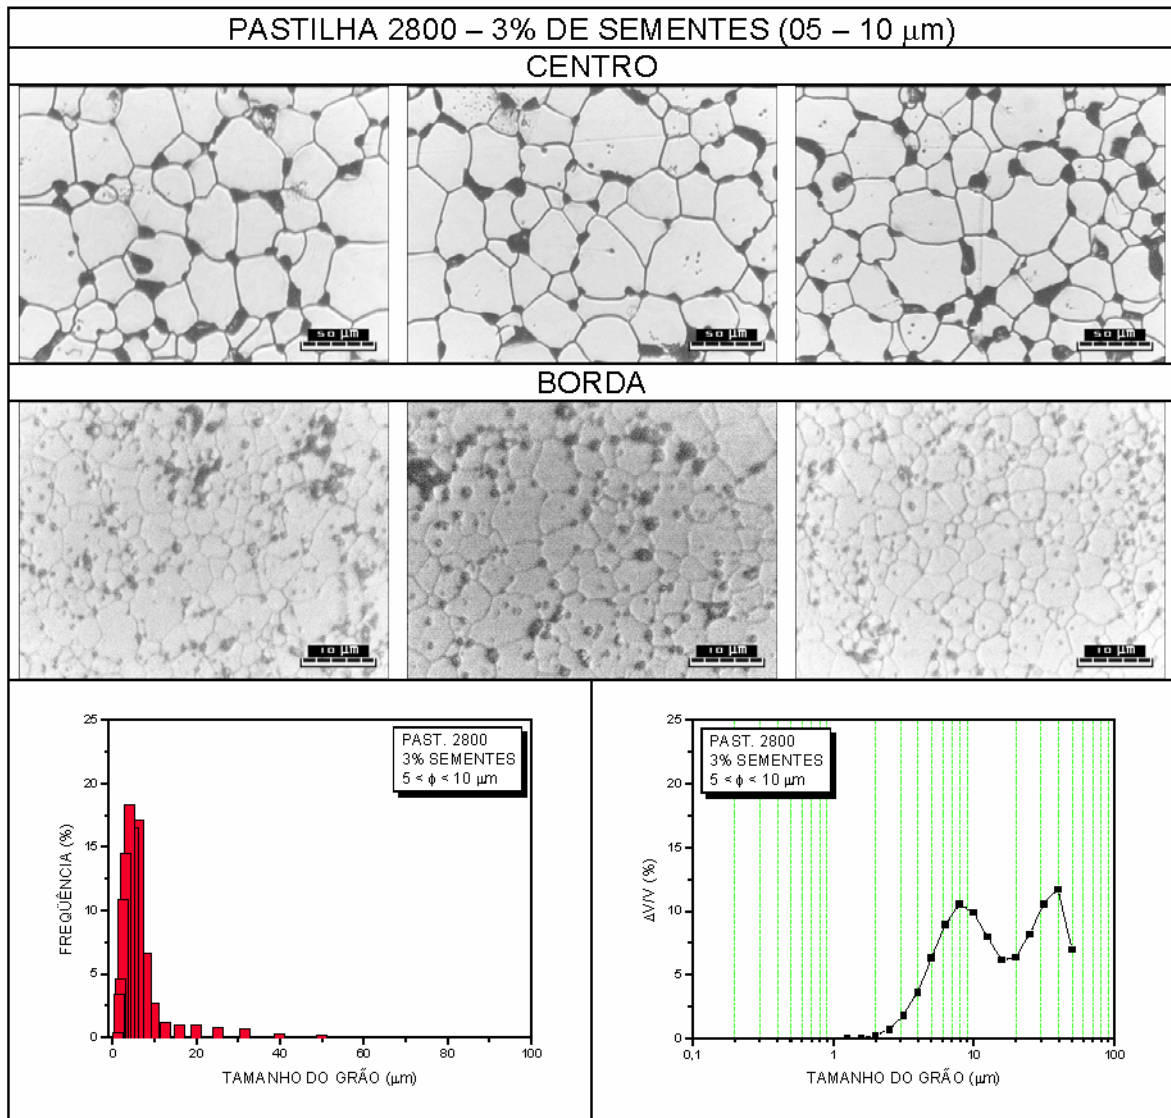 PASTILHA 2800 – 3% DE SEMENTES (05 – 10 μm)
CENTRO
50 μm
50 μm
50 μm
BORDA
10 μm
10 μm
10 μm
25
20
15
10
5
0
FREQÜÊNCIA (%)
PAST. 2800
3% SEMENTES
5 < ϕ < 10 μm
0 20 40 60 80 100
TAMANHO DO GRÃO (μm)
25
20
15
10
5
0
ΔV/V (%)
PAST. 2800
3% SEMENTES
5 < ϕ < 10 μm
0,1 1 10 100
TAMANHO DO GRÃO (μm)